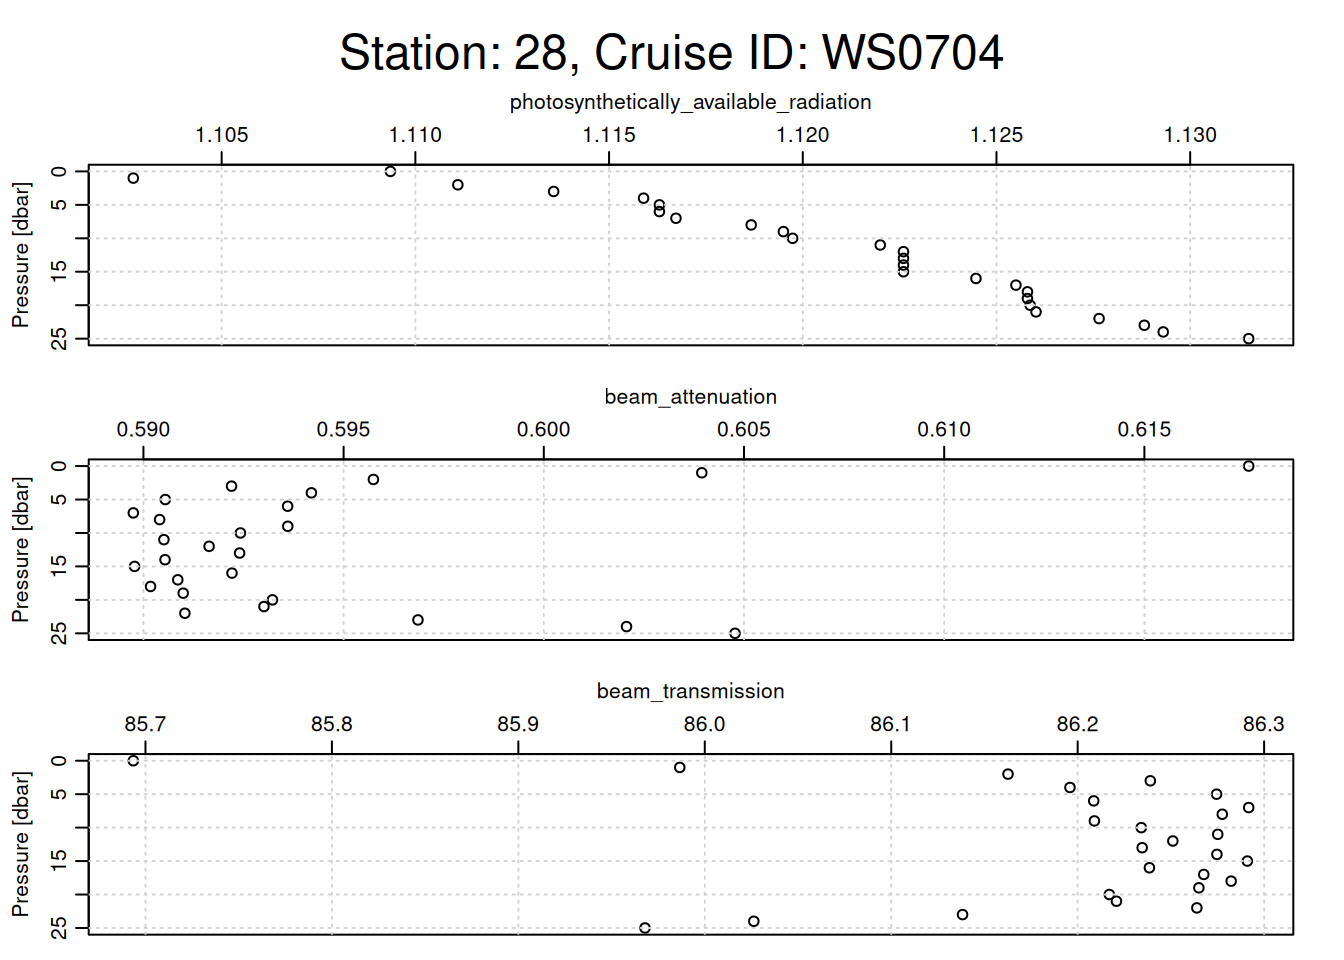 Station: 28, Cruise ID: WS0704
photosynthetically_available_radiation
1.105 1.110 1.115 1.120 1.125 1.130
Pressure [dbar]
0
5
15
25
beam_attenuation
0.590 0.595 0.600 0.605 0.610 0.615
Pressure [dbar]
0
5
15
25
beam_transmission
85.7 85.8 85.9 86.0 86.1 86.2 86.3
Pressure [dbar]
0
5
15
25